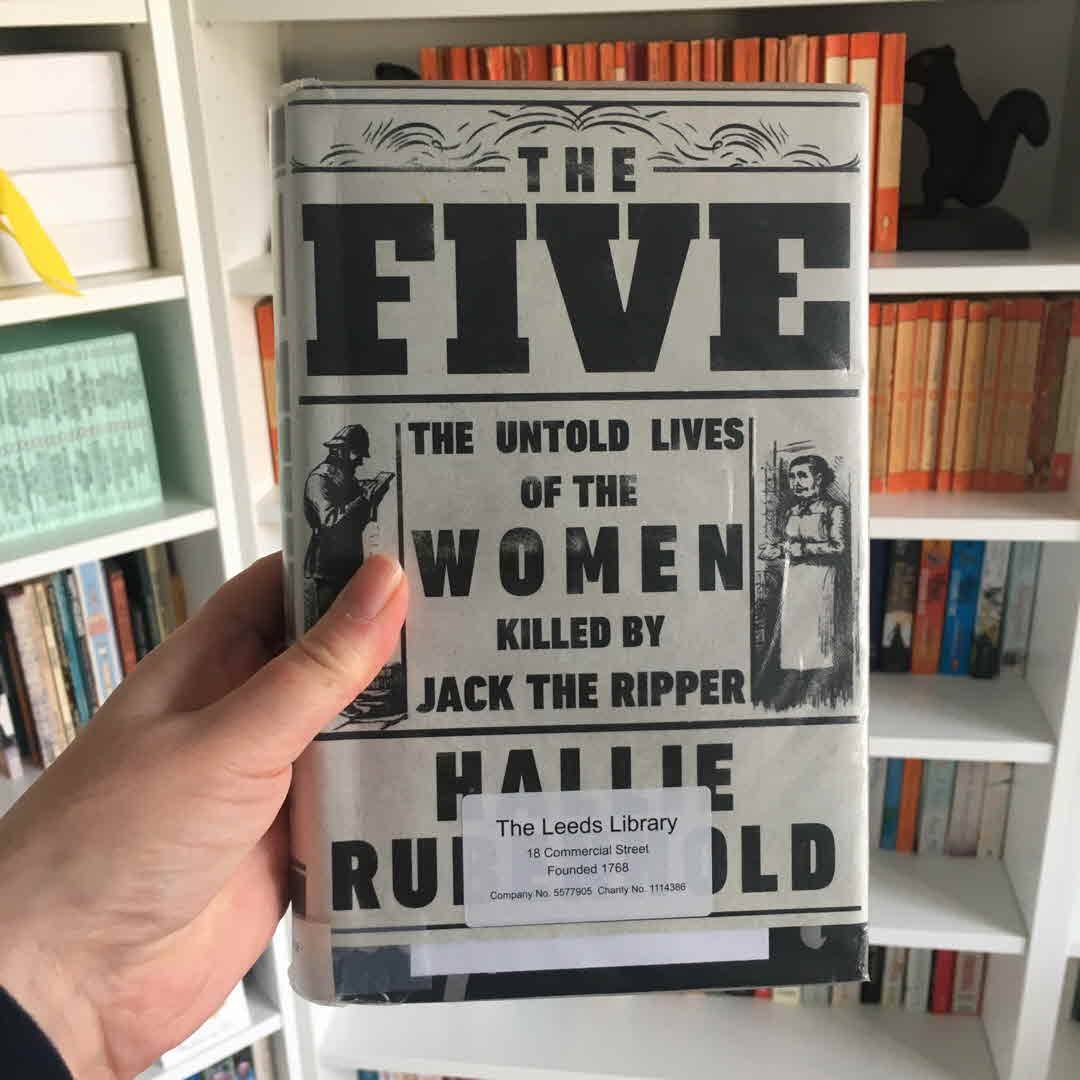 THE
FIVE
THE UNTOLD LIVES
OF THE
WOMEN
KILLED BY
JACK THE RIPPER
HALLIE
The Leeds Library
18 Commercial Street
Founded 1768
Company No. 5577905 Charity No. 1114386